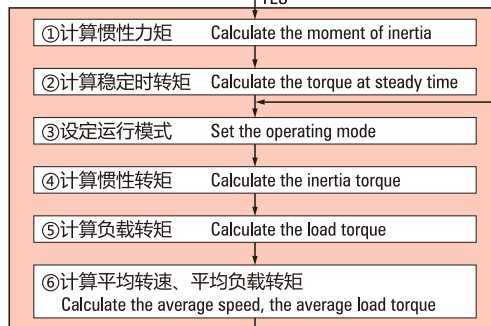 YES
①计算惯性力矩 Calculate the moment of inertia
②计算稳定时转矩 Calculate the torque at steady time
③设定运行模式 Set the operating mode
④计算惯性转矩 Calculate the inertia torque
⑤计算负载转矩 Calculate the load torque
⑥计算平均转速、平均负载转矩
Calculate the average speed, the average load torque